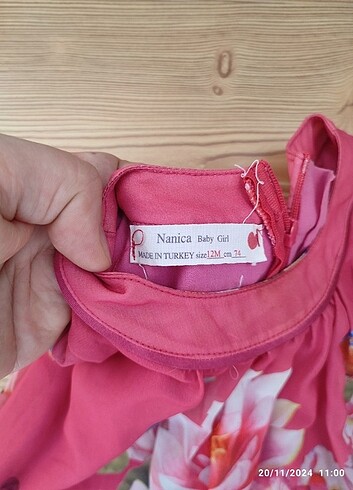 Nanica Baby Girl
MADE IN TURKEY size 12M cm 74
20/11/2024 11:00